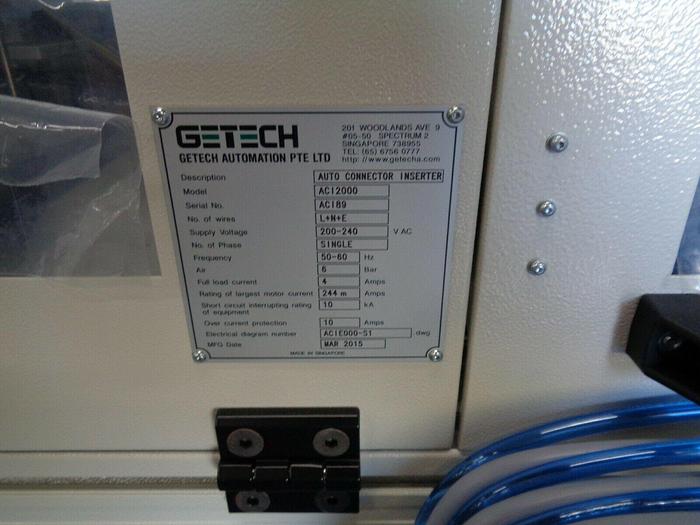 GETECH
GETECH AUTOMATION PTE LTD
201 WOODLANDS AVE 9
#05-50 SPECTRUM 2
SINGAPORE 738955
TEL: (65) 6756 0777
http://www.getecha.com
Description AUTO CONNECTOR INSERTER
Model ACI2000
Serial No. ACI89
No. of wires L+N+E
Supply Voltage 200-240 V AC
No. of Phase SINGLE
Frequency 50-60 Hz
Air 6 Bar
Full load current 4 Amps
Rating of largest motor current 244 m Amps
Short circuit interrupting rating 10 kA
of equipment
Over current protection 10 Amps
Electrical diagram number ACIE000-S1 dwg
MFG Date MAR 2015
MADE IN SINGAPORE